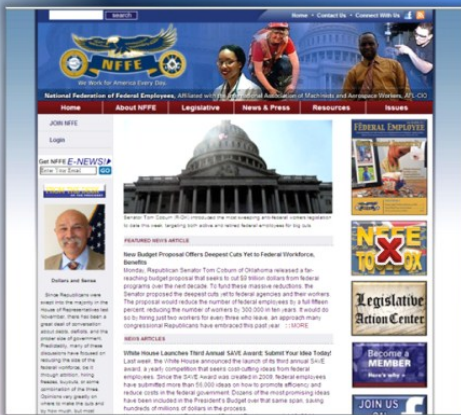 search
Home • Contact Us • Connect With Us
NFFE
We Work for America Every Day.
National Federation of Federal Employees, Affiliated with the International Association of Machinists and Aerospace Workers, AFL-CIO
Home About NFFE Legislative News & Press Resources Issues
JOIN NFFE
Login
Get NFFE E-NEWS!
Enter Your Email GO
Dollars and Sense
Since Republicans were
swept into the majority in the
House of Representatives last
November, there has been a
great deal of conversation
about debts, deficits, and the
proper size of government.
Predictably, many of these
discussions have focused on
reducing the size of the
federal workforce, be it
through attrition, hiring
freezes, buyouts, or some
combination of the three.
Opinions vary greatly on
where to make the cuts and
by how much, but most
Senator Tom Coburn (R-OK) introduced the most sweeping anti-federal worker legislation
to date this week, targeting both active and retired federal employees for big cuts.
FEATURED NEWS ARTICLE
New Budget Proposal Offers Deepest Cuts Yet to Federal Workforce,
Benefits
Monday, Republican Senator Tom Coburn of Oklahoma released a far-
reaching budget proposal that seeks to cut $9 trillion dollars from federal
programs over the next decade. To fund these massive reductions, the
Senator proposed the deepest cuts yet to federal agencies and their workers.
The proposal would reduce the number of federal employees by a full fifteen
percent, reducing the number of workers by 300,000 in ten years. It would do
so by hiring just two workers for every three who leave, an approach many
congressional Republicans have embraced this past year. ::MORE
NEWS ARTICLES
White House Launches Third Annual SAVE Award: Submit Your Idea Today!
Last week, the White House announced the launch of its third annual SAVE
award, a yearly competition that seeks cost-cutting ideas from federal
employees. Since the SAVE Award was created in 2009, federal employees
have submitted more than 56,000 ideas on how to promote efficiency and
reduce costs in the federal government. Dozens of the most promising ideas
have been included in the President's Budget over that same span, saving
hundreds of millions of dollars in the process.
FEDERAL EMPLOYEE
NFFE
Legislative
Action Center
Become a
MEMBER
Here's why »
JOIN US